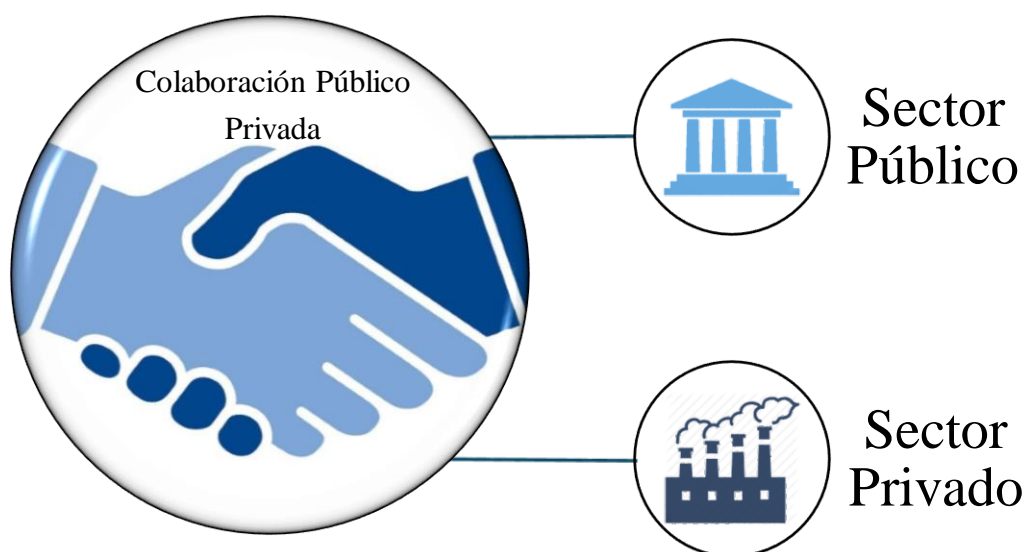 Colaboración Público
Privada
Sector
Público
Sector
Privado